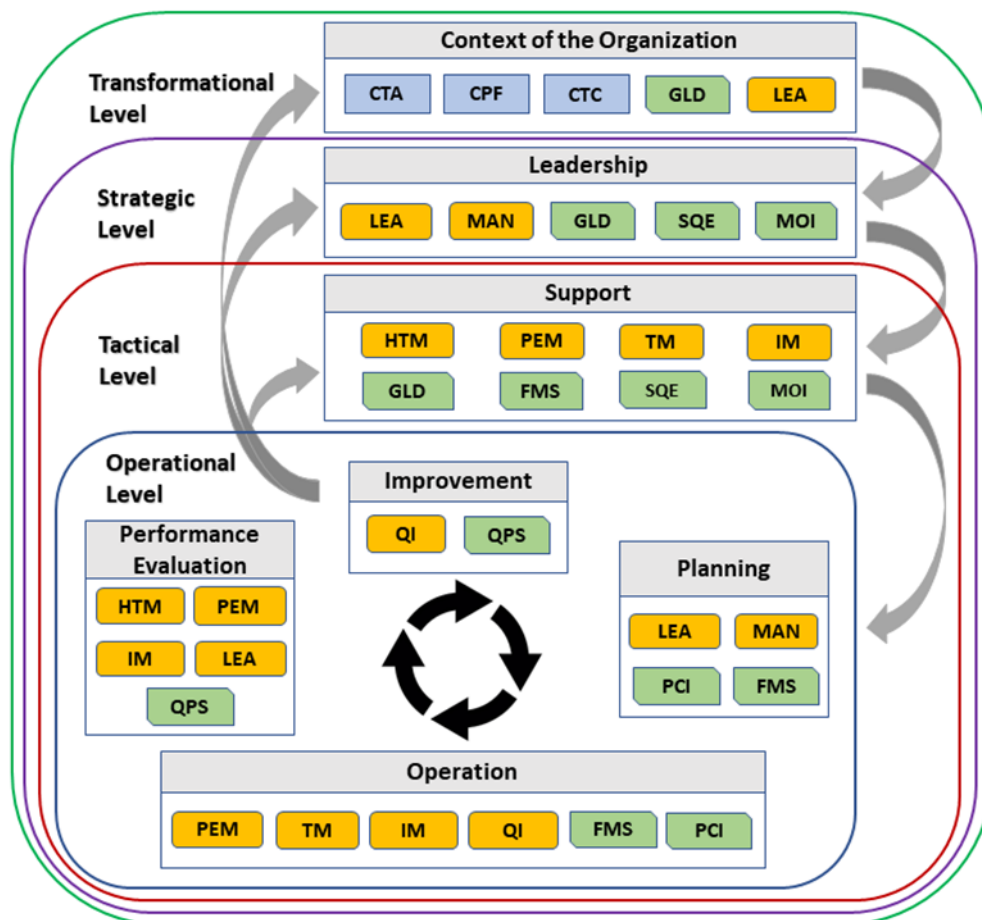 Context of the Organization
Transformational
Level
CTA CPF CTC GLD LEA
Leadership
Strategic
Level
LEA MAN GLD SQE MOI
Support
Tactical
Level
HTM PEM TM IM
GLD FMS SQE MOI
Operational
Level
Improvement
QI QPS
Performance
Evaluation
HTM PEM
IM LEA
QPS
Planning
LEA MAN
PCI FMS
Operation
PEM TM IM QI FMS PCI